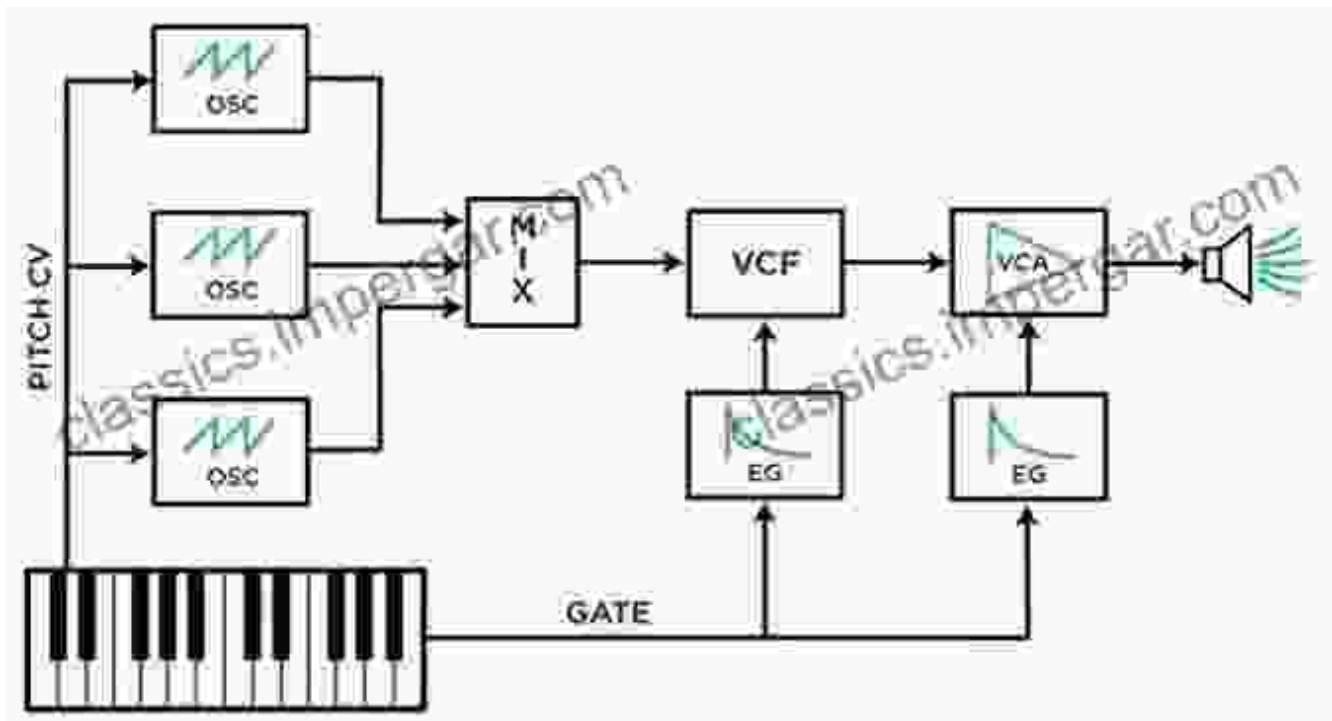 OSC
OSC
OSC
PITCH CV
M
I
X
VCF
VCA
EG
EG
GATE
classics.impergar.com
classics.impergar.com